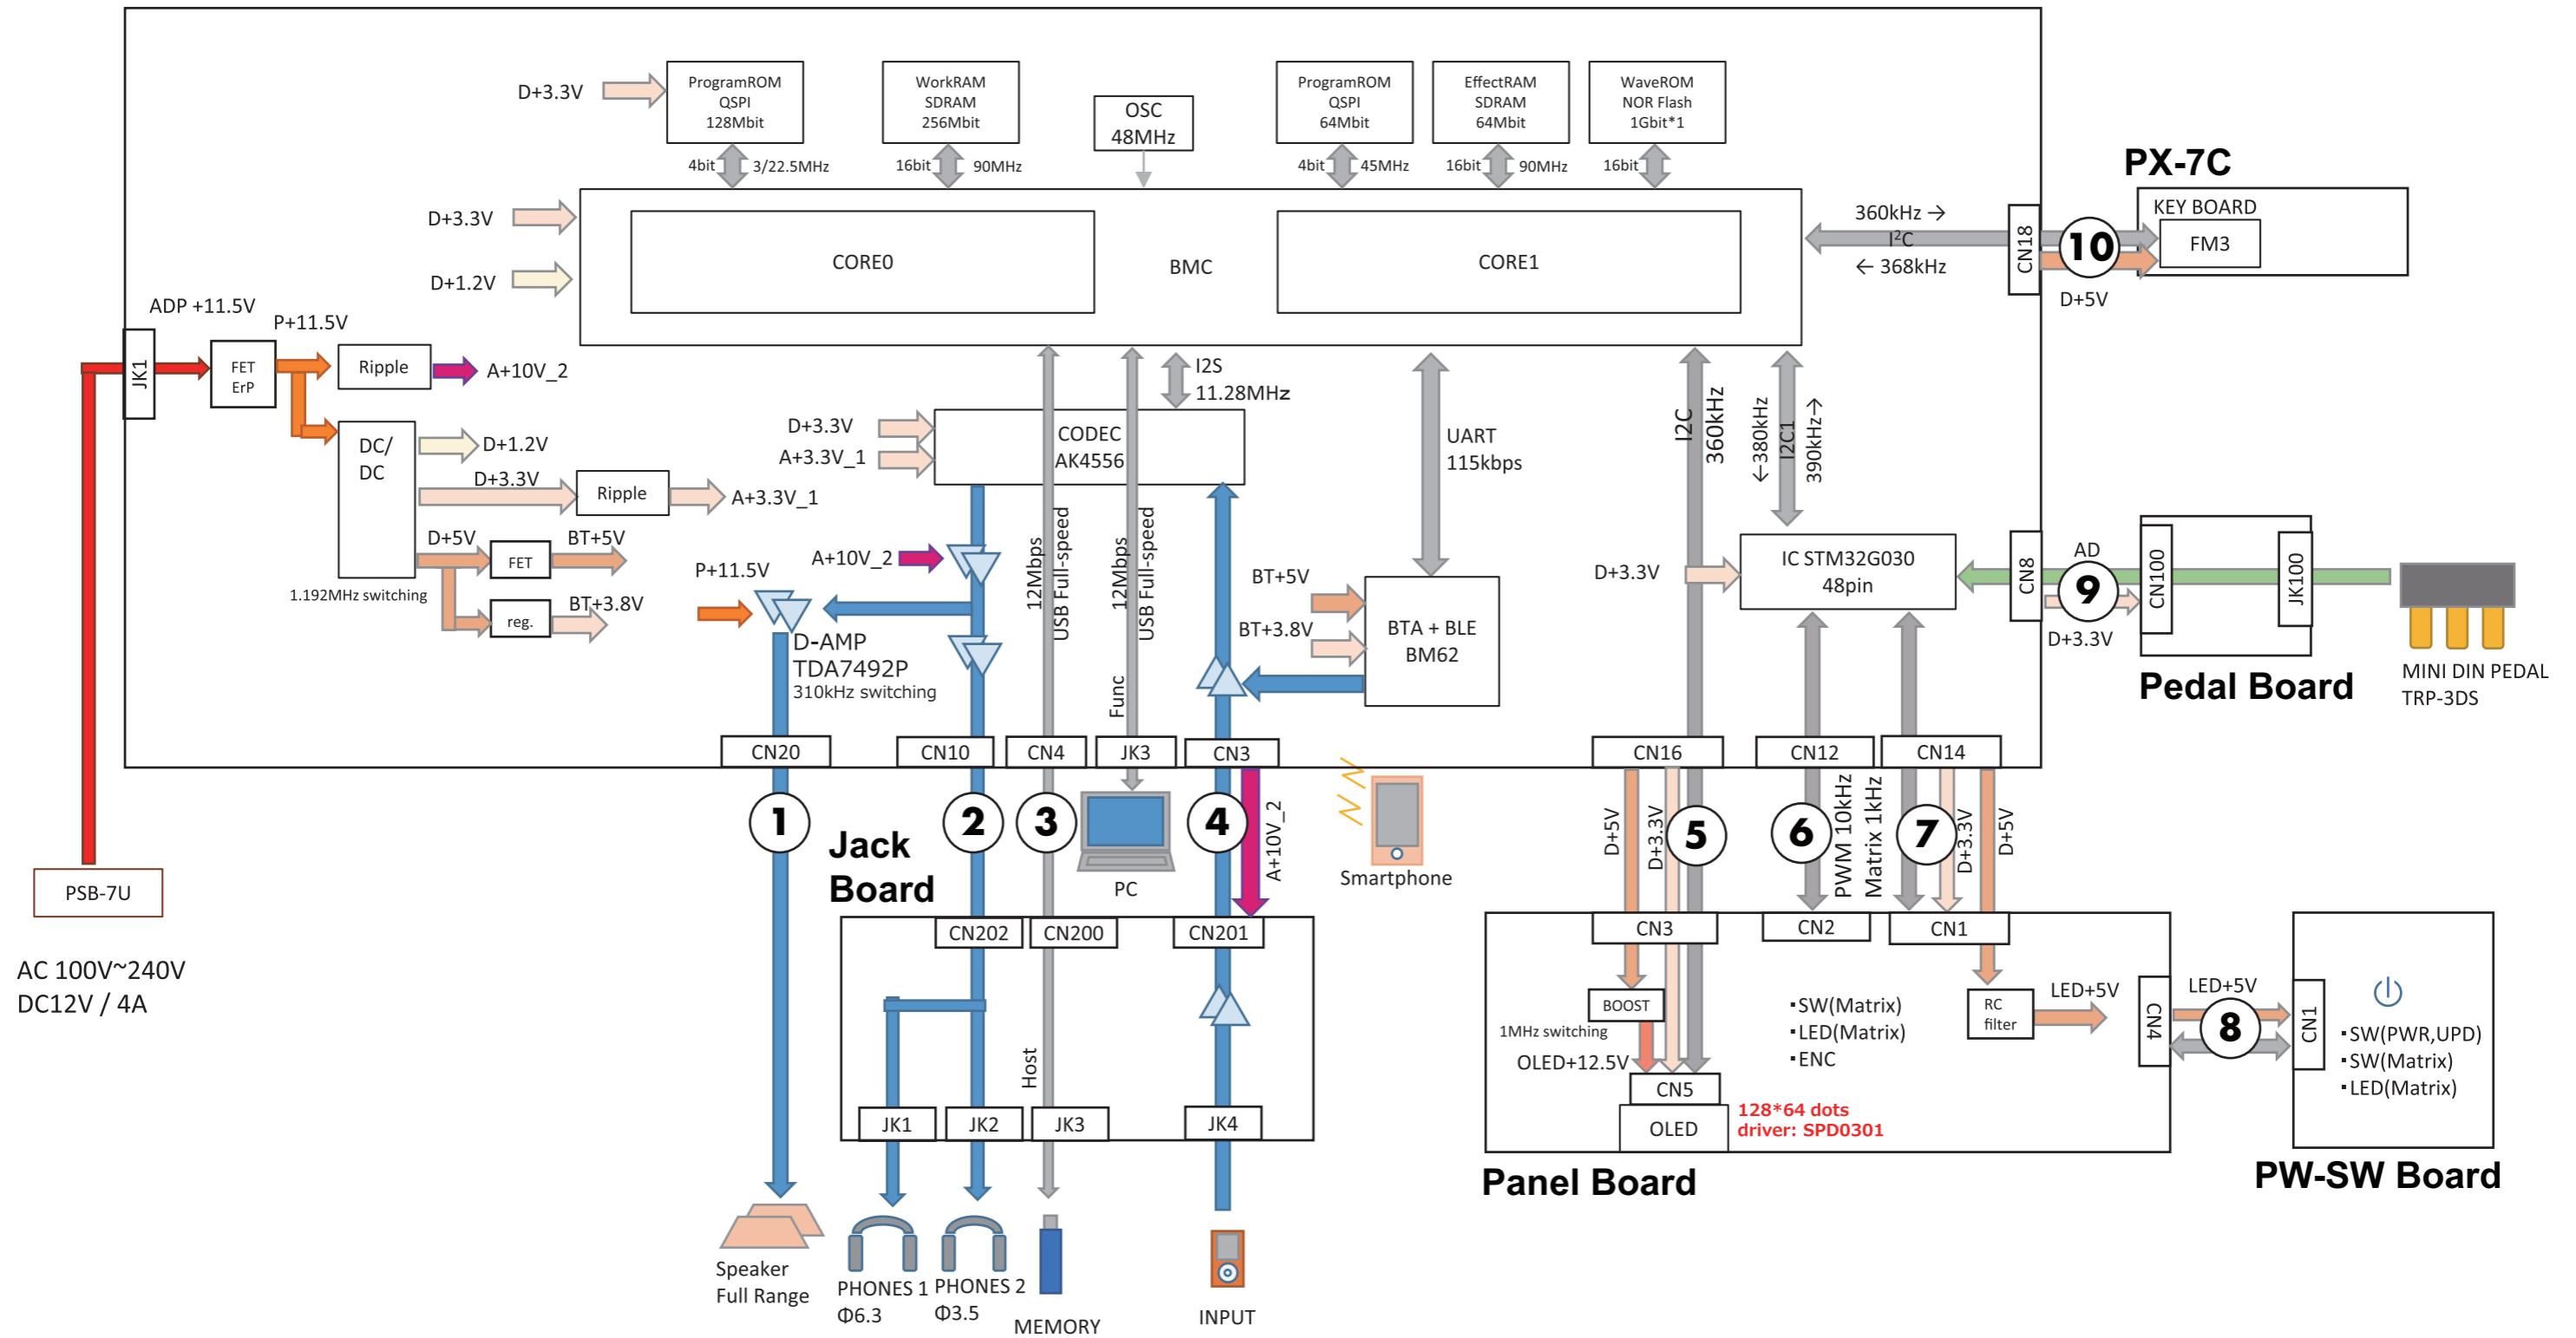 D+3.3V
ProgramROM
QSPI
128Mbit
WorkRAM
SDRAM
256Mbit
OSC
48MHz
ProgramROM
QSPI
64Mbit
EffectRAM
SDRAM
64Mbit
WaveROM
NOR Flash
1Gbit*1
4bit
3/22.5MHz
16bit
90MHz
4bit
45MHz
16bit
90MHz
16bit
D+3.3V
D+1.2V
CORE0
BMC
CORE1
360kHz →
I²C
← 368kHz
CN18
10
D+5V
PX-7C
KEY BOARD
FM3
ADP +11.5V
P+11.5V
JK1
FET
ErP
Ripple
A+10V_2
DC/
DC
D+1.2V
D+3.3V
Ripple
A+3.3V_1
D+5V
FET
BT+5V
reg.
BT+3.8V
1.192MHz switching
PSB-7U
AC 100V~240V
DC12V / 4A
I2S
11.28MHz
D+3.3V
A+3.3V_1
CODEC
AK4556
A+10V_2
P+11.5V
D-AMP
TDA7492P
310kHz switching
12Mbps
USB Full-speed
12Mbps
USB Full-speed
Func
UART
115kbps
BT+5V
BT+3.8V
BTA + BLE
BM62
I2C
360kHz
←380kHz
I2C1
390kHz→
D+3.3V
IC STM32G030
48pin
CN8
AD
9
D+3.3V
CN100
JK100
Pedal Board
MINI DIN PEDAL
TRP-3DS
CN20
CN10
CN4
JK3
CN3
CN16
CN12
CN14
1
2
3
4
A+10V_2
PC
Smartphone
D+5V
D+3.3V
5
6
PWM 10kHz
Matrix 1kHz
7
D+3.3V
D+5V
Jack
Board
CN202
CN200
CN201
Host
JK1
JK2
JK3
JK4
Speaker
Full Range
PHONES 1
Φ6.3
PHONES 2
Φ3.5
MEMORY
INPUT
CN3
CN2
CN1
BOOST
1MHz switching
OLED+12.5V
CN5
OLED
128*64 dots
driver: SPD0301
・SW(Matrix)
・LED(Matrix)
・ENC
RC
filter
LED+5V
CN4
LED+5V
8
CN1
・SW(PWR,UPD)
・SW(Matrix)
・LED(Matrix)
Panel Board
PW-SW Board